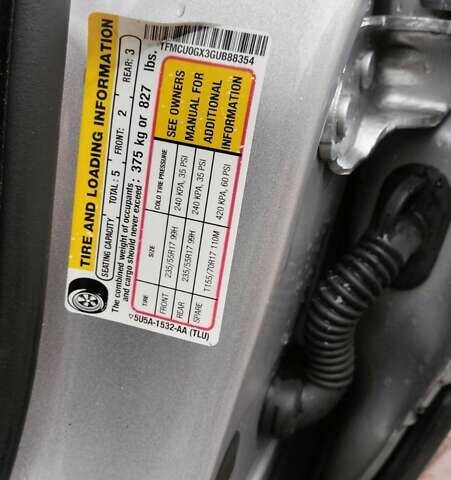 1FMCU0GX3GUB88354
TIRE AND LOADING INFORMATION
SEATING CAPACITY TOTAL: 5 FRONT: 2 REAR: 3
The combined weight of occupants
and cargo should never exceed: 375 kg or 827 lbs.
TIRE SIZE COLD TIRE PRESSURE
FRONT 235/55R17 99H 240 KPA, 35 PSI
REAR 235/55R17 99H 240 KPA, 35 PSI
SPARE T155/70R17 110M 420 KPA, 60 PSI
SEE OWNERS
MANUAL FOR
ADDITIONAL
INFORMATION
5U5A-1532-AA (TLU)